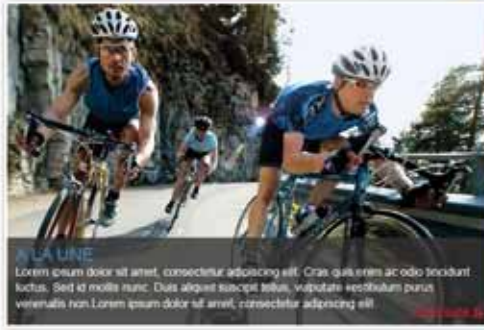 A LA UNE
Lorem ipsum dolor sit amet, consectetur adipiscing elit. Cras quis enim ac odio tincidunt
luctus. Sed id mollis nunc. Duis aliquet suscipit tellus, vulputate vestibulum purus
venenatis non.Lorem ipsum dolor sit amet, consectetur adipiscing elit